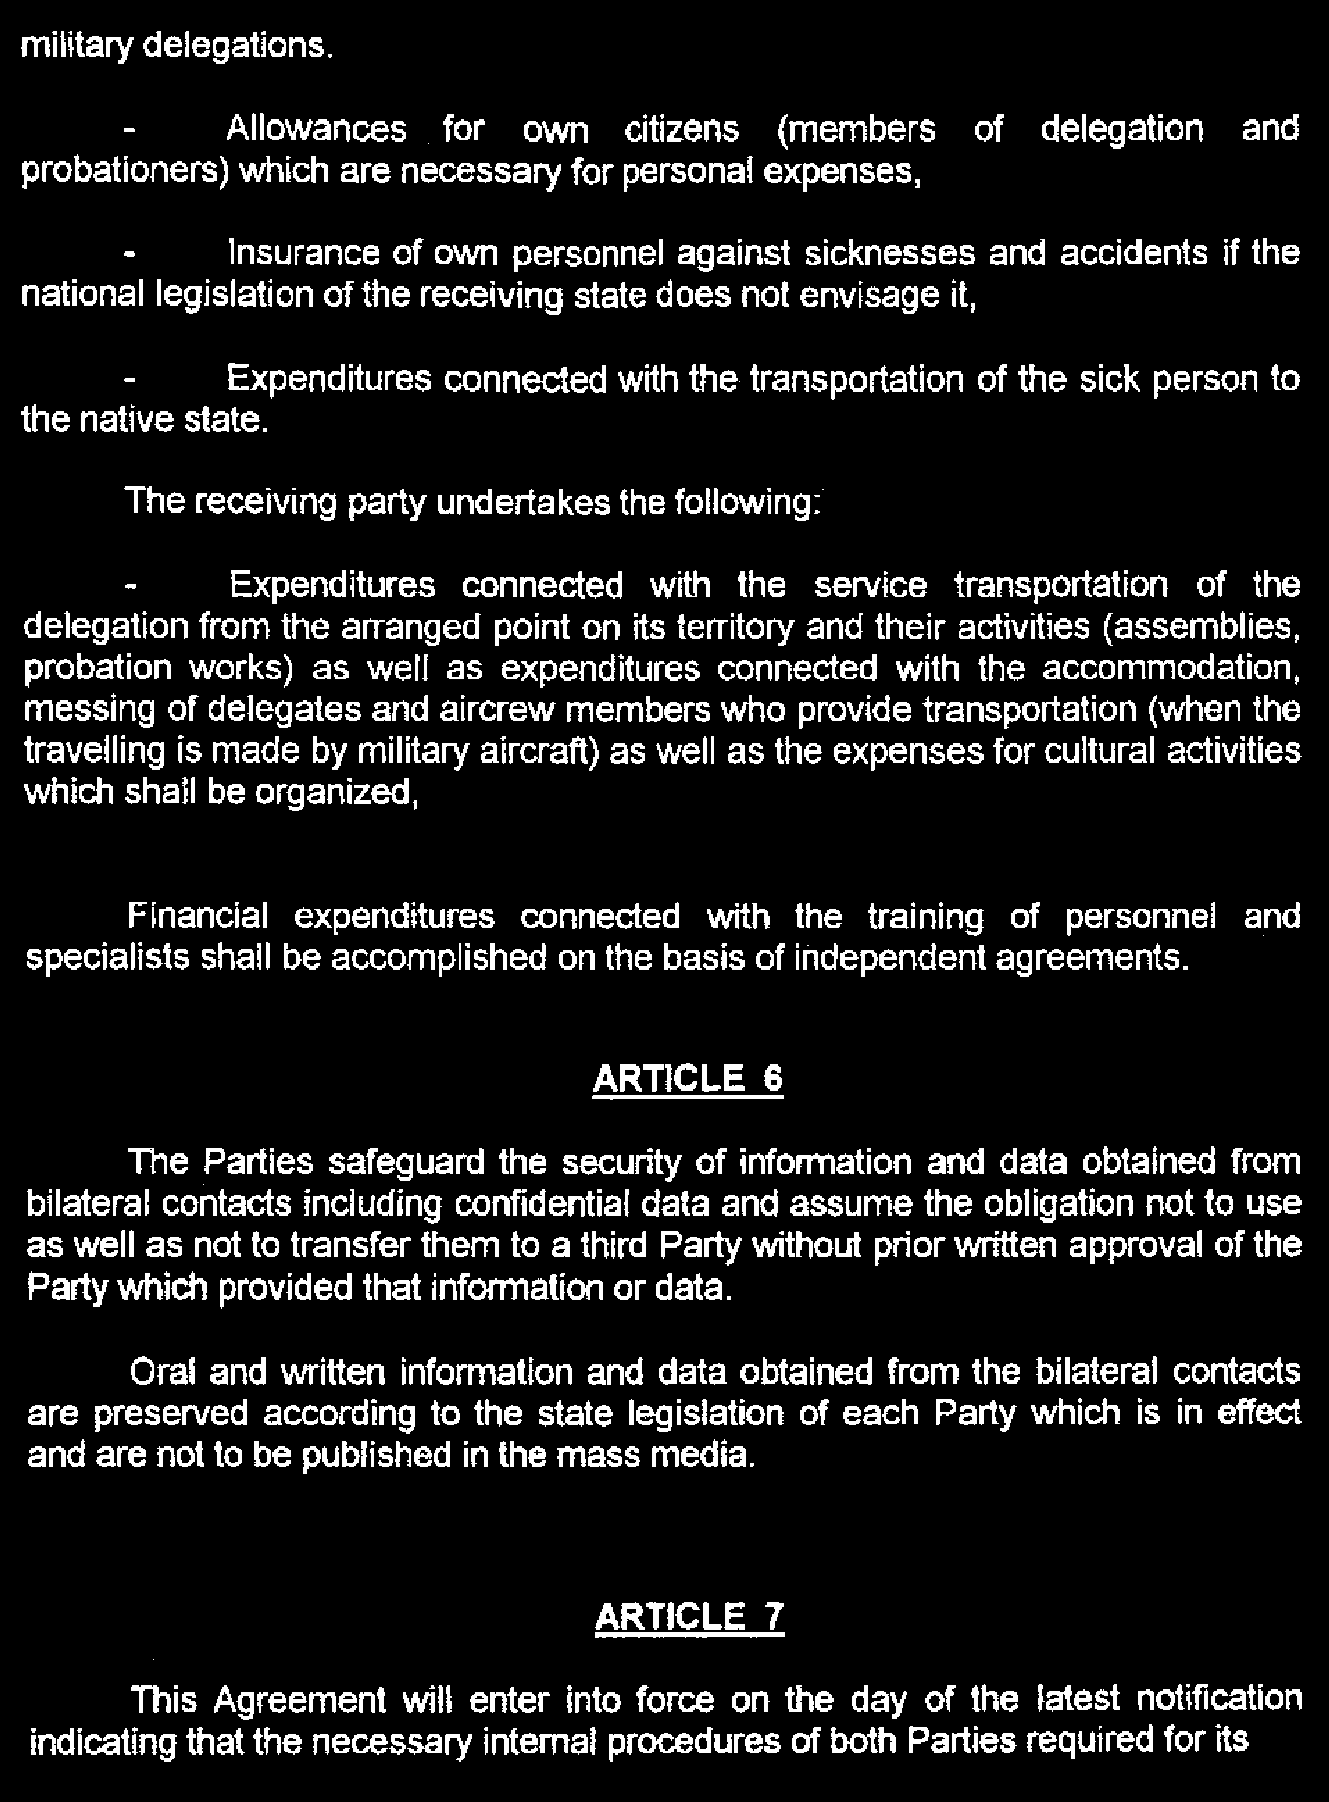 military delegations.
- Allowances for own citizens (members of delegation and
probationers) which are necessary for personal expenses,
- Insurance of own personnel against sicknesses and accidents if the
national legislation of the receiving state does not envisage it,
- Expenditures connected with the transportation of the sick person to
the native state.
The receiving party undertakes the following:
- Expenditures connected with the service transportation of the
delegation from the arranged point on its territory and their activities (assemblies,
probation works) as well as expenditures connected with the accommodation,
messing of delegates and aircrew members who provide transportation (when the
travelling is made by military aircraft) as well as the expenses for cultural activities
which shall be organized,
Financial expenditures connected with the training of personnel and
specialists shall be accomplished on the basis of independent agreements.
ARTICLE 6
The Parties safeguard the security of information and data obtained from
bilateral contacts including confidential data and assume the obligation not to use
as well as not to transfer them to a third Party without prior written approval of the
Party which provided that information or data.
Oral and written information and data obtained from the bilateral contacts
are preserved according to the state legislation of each Party which is in effect
and are not to be published in the mass media.
ARTICLE 7
This Agreement will enter into force on the day of the latest notification
indicating that the necessary internal procedures of both Parties required for its